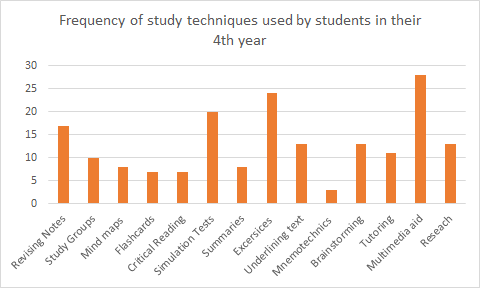 Frequency of study techniques used by students in their
4th year
30
25
20
15
10
5
0
Revising Notes
Study Groups
Mind maps
Flashcards
Critical Reading
Simulation Tests
Summaries
Excersices
Underlining text
Mnemotechnics
Brainstorming
Tutoring
Multimedia aid
Reseach